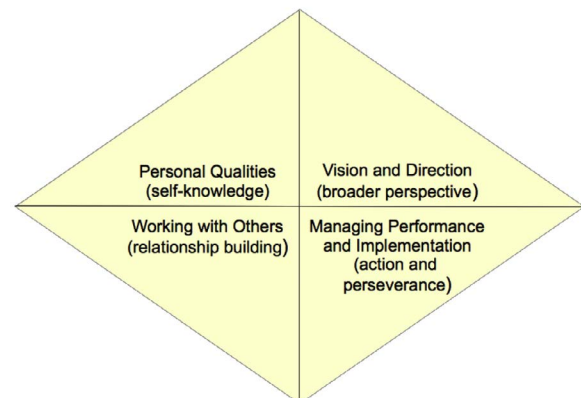 Personal Qualities
(self-knowledge)
Vision and Direction
(broader perspective)
Working with Others
(relationship building)
Managing Performance
and Implementation
(action and
perseverance)